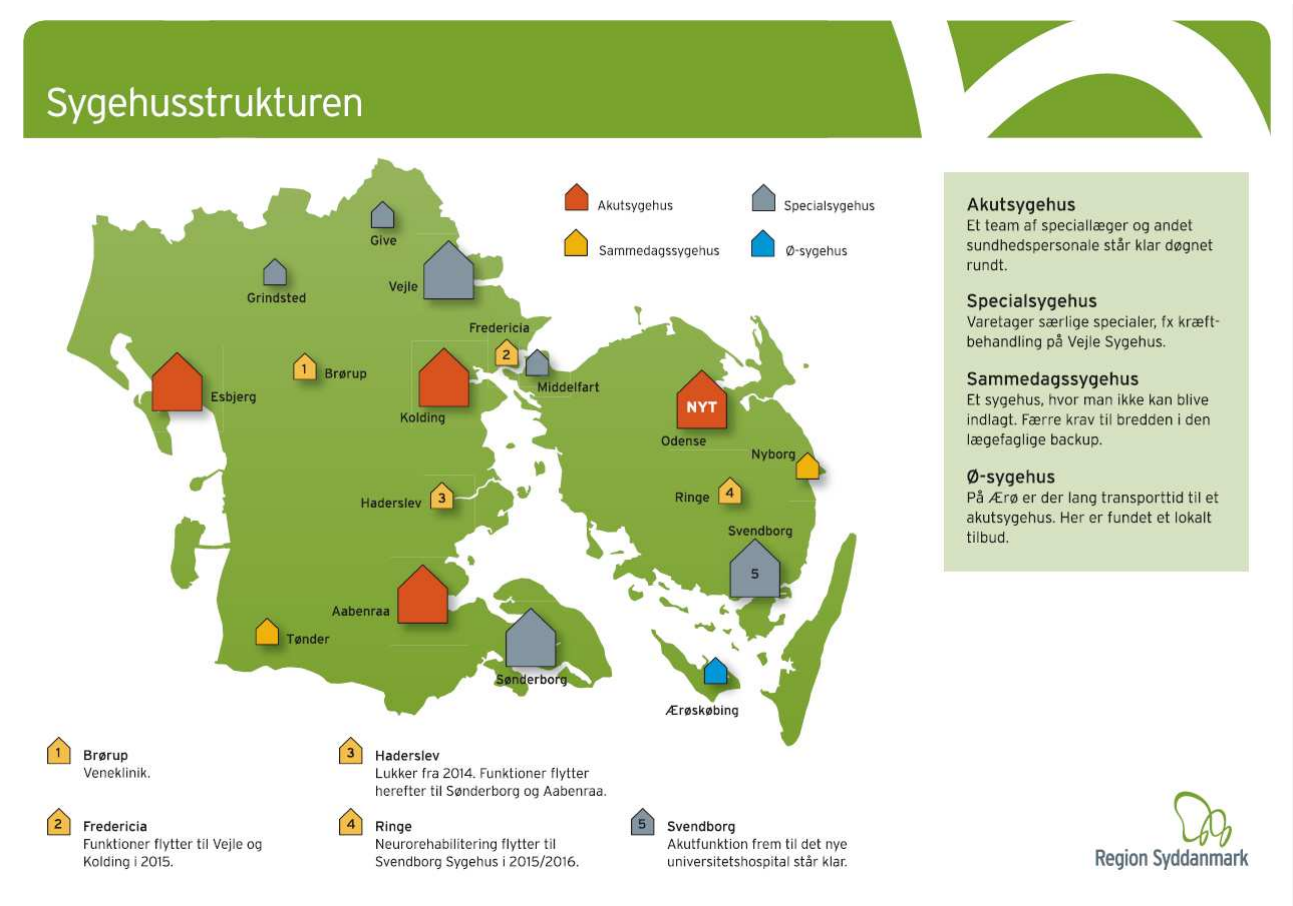 Sygehusstrukturen
Akutsygehus
Specialsygehus
Sammedagssygehus
Ø-sygehus
Give
Grindsted
Vejle
Fredericia
2
1
Brørup
Middelfart
Esbjerg
Kolding
NYT
Odense
Nyborg
Haderslev
3
Ringe
4
Svendborg
5
Aabenraa
Tønder
Sønderborg
Ærøskøbing
Akutsygehus
Et team af speciallæger og andet
sundhedspersonale står klar døgnet
rundt.
Specialsygehus
Varetager særlige specialer, fx kræft-
behandling på Vejle Sygehus.
Sammedagssygehus
Et sygehus, hvor man ikke kan blive
indlagt. Færre krav til bredden i den
lægefaglige backup.
Ø-sygehus
På Ærø er der lang transporttid til et
akutsygehus. Her er fundet et lokalt
tilbud.
1
Brørup
Veneklinik.
2
Fredericia
Funktioner flytter til Vejle og
Kolding i 2015.
3
Haderslev
Lukker fra 2014. Funktioner flytter
herefter til Sønderborg og Aabenraa.
4
Ringe
Neurorehabilitering flytter til
Svendborg Sygehus i 2015/2016.
5
Svendborg
Akutfunktion frem til det nye
universitetshospital står klar.
Region Syddanmark